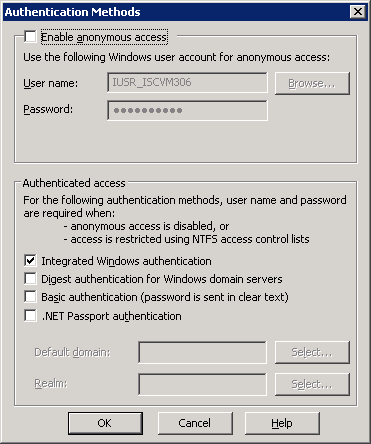 Authentication Methods
Enable anonymous access
Use the following Windows user account for anonymous access:
User name: IUSR_ISCVM306 Browse...
Password: ●●●●●●●●●●
Authenticated access
For the following authentication methods, user name and password
are required when:
- anonymous access is disabled, or
- access is restricted using NTFS access control lists
Integrated Windows authentication
Digest authentication for Windows domain servers
Basic authentication (password is sent in clear text)
.NET Passport authentication
Default domain: Select...
Realm: Select...
OK Cancel Help